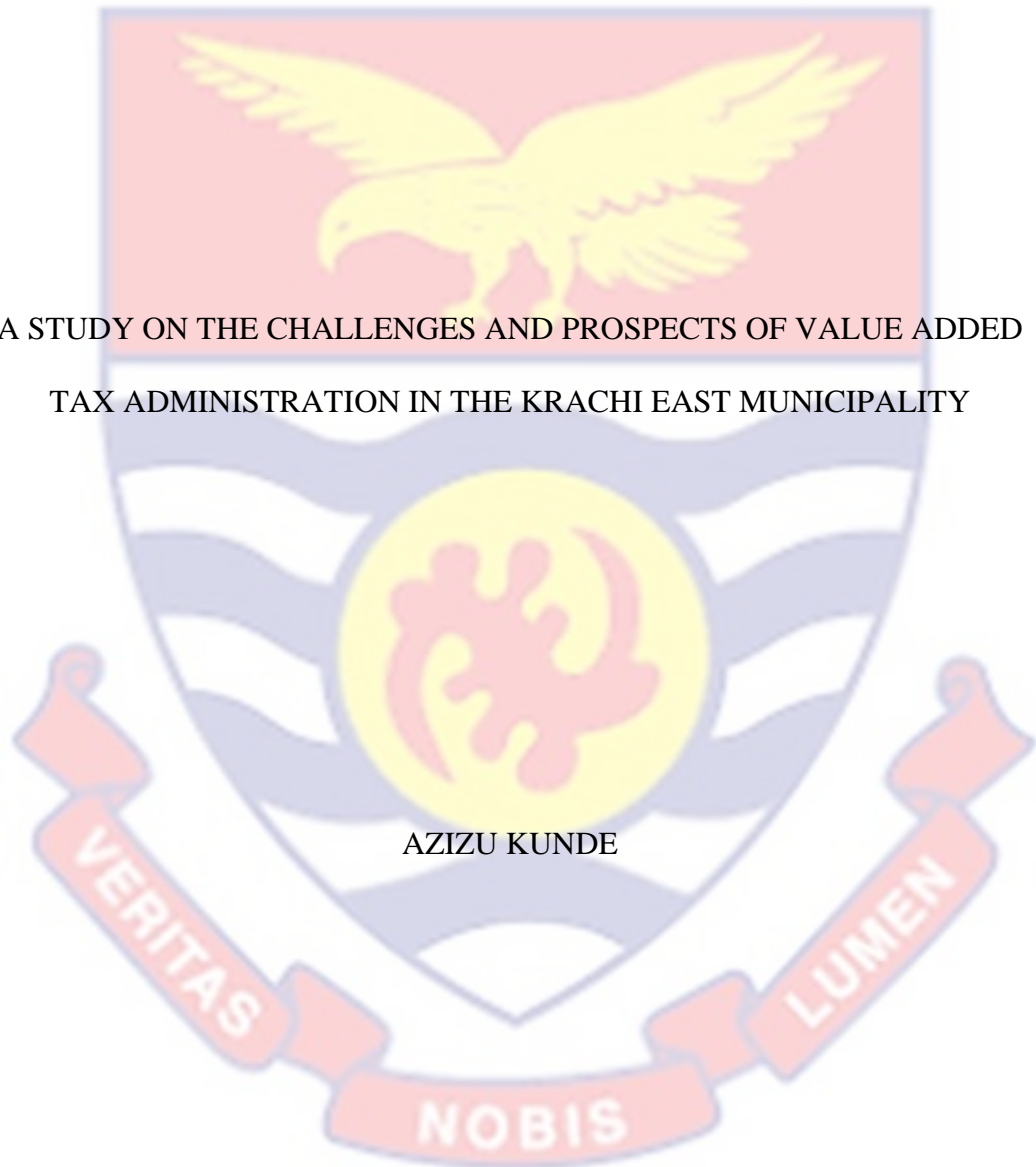 A STUDY ON THE CHALLENGES AND PROSPECTS OF VALUE ADDED
TAX ADMINISTRATION IN THE KRACHI EAST MUNICIPALITY
AZIZU KUNDE
VERITAS
NOBIS
LUMEN